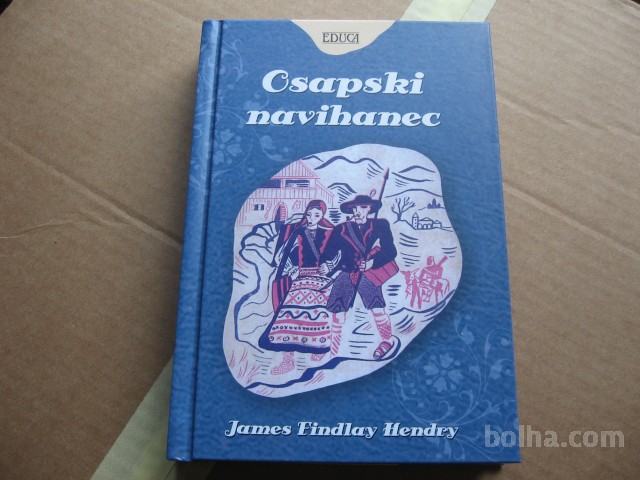 EDUCA
Osapski
navihanec
James Findlay Hendry
bolha.com